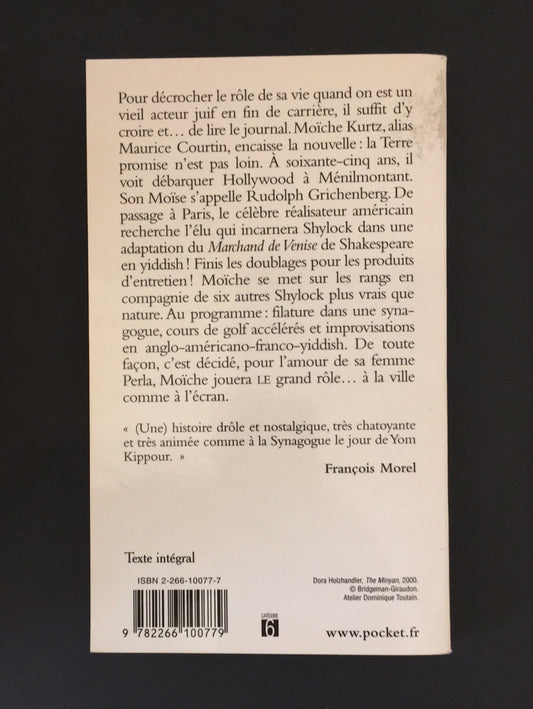 Pour décrocher le rôle de sa vie quand on est un
vieil acteur juif en fin de carrière, il suffit d'y
croire et… de lire le journal. Moïche Kurtz, alias
Maurice Courtin, encaisse la nouvelle : la Terre
promise n'est pas loin. À soixante-cinq ans, il
voit débarquer Hollywood à Ménilmontant.
Son Moïse s'appelle Rudolph Grichenberg. De
passage à Paris, le célèbre réalisateur américain
recherche l'élu qui incarnera Shylock dans une
adaptation du Marchand de Venise de Shakespeare
en yiddish ! Finis les doublages pour les produits
d'entretien ! Moïche se met sur les rangs en
compagnie de six autres Shylock plus vrais que
nature. Au programme : filature dans une syna-
gogue, cours de golf accélérés et improvisations
en anglo-américano-franco-yiddish. De toute
façon, c'est décidé, pour l'amour de sa femme
Perla, Moïche jouera LE grand rôle… à la ville
comme à l'écran.
« (Une) histoire drôle et nostalgique, très chatoyante
et très animée comme à la Synagogue le jour de Yom
Kippour. »
François Morel
Texte intégral
ISBN 2-266-10077-7
9 782266 100779
CATÉGORIE
6
Dora Holzhandler, The Minyan, 2000.
© Bridgeman-Giraudon.
Atelier Dominique Toutain.
www.pocket.fr